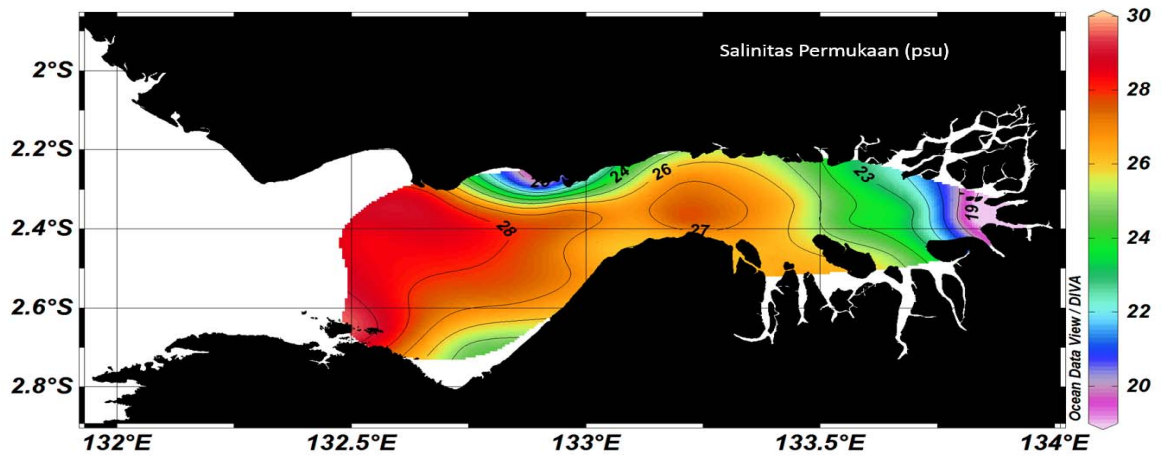 Salinitas Permukaan (psu)
2°S
2.2°S
2.4°S
2.6°S
2.8°S
132°E
132.5°E
133°E
133.5°E
134°E
28
24
26
27
23
19
30
28
26
24
22
20
Ocean Data View / DIVA